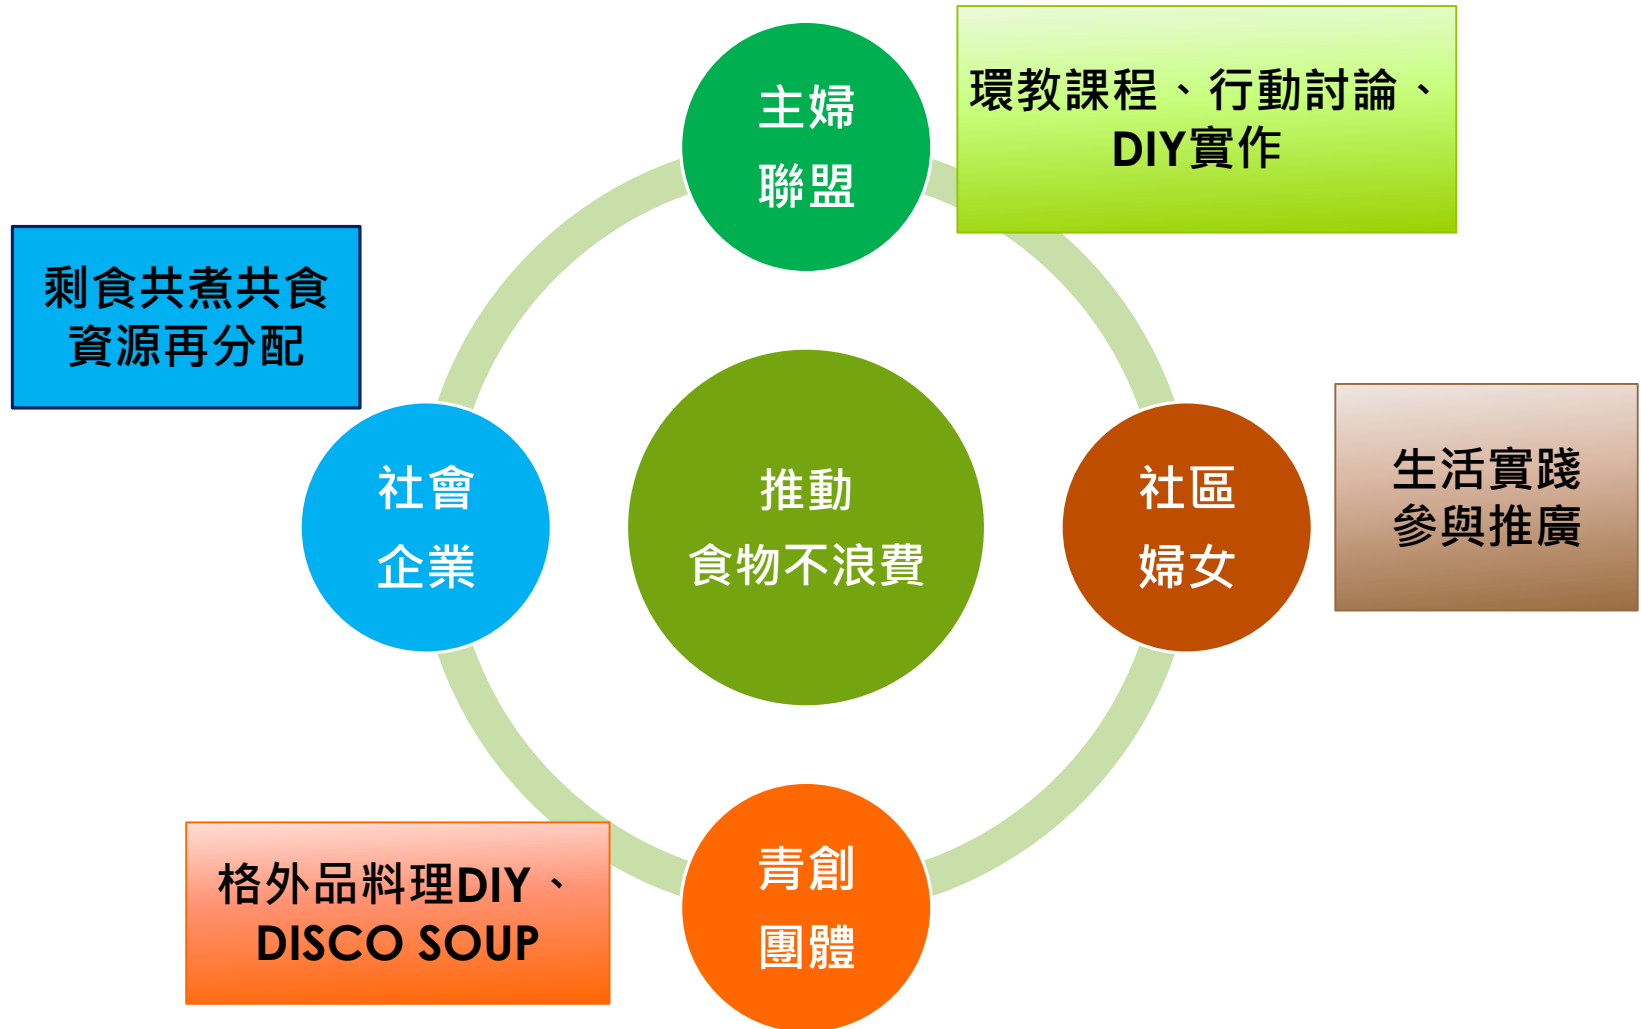 主婦
聯盟
環教課程、行動討論、
DIY實作
剩食共煮共食
資源再分配
社會
企業
推動
食物不浪費
社區
婦女
生活實踐
參與推廣
格外品料理DIY、
DISCO SOUP
青創
團體